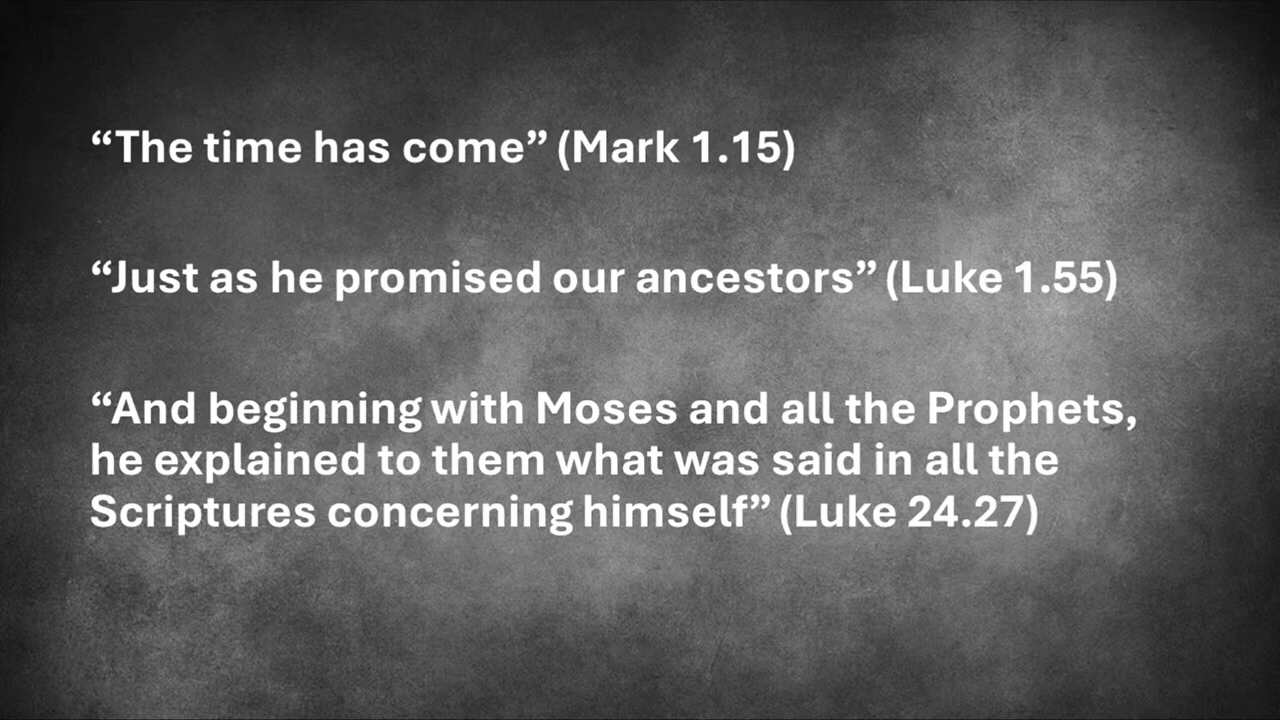 “The time has come” (Mark 1.15)
“Just as he promised our ancestors” (Luke 1.55)
“And beginning with Moses and all the Prophets,
he explained to them what was said in all the
Scriptures concerning himself” (Luke 24.27)